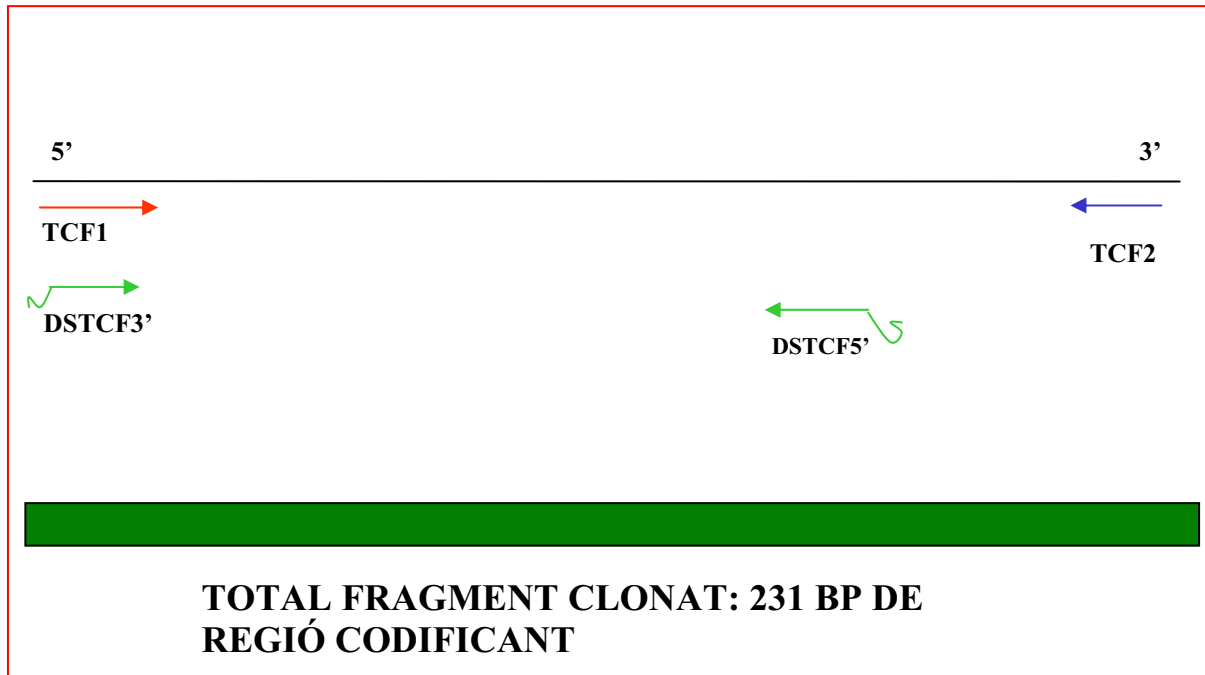 5’ 3’
TCF1
TCF2
DSTCF3’
DSTCF5’
TOTAL FRAGMENT CLONAT: 231 BP DE
REGIÓ CODIFICANT